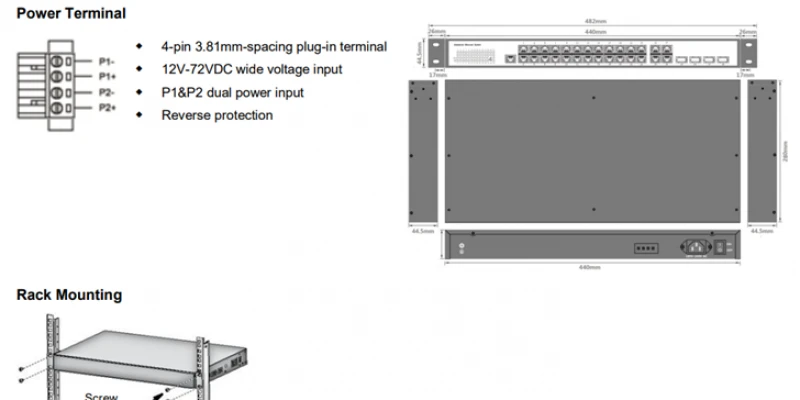 Power Terminal
P1-
P1+
P2-
P2+
4-pin 3.81mm-spacing plug-in terminal
12V-72VDC wide voltage input
P1&P2 dual power input
Reverse protection
482mm
26mm 440mm 26mm
44.5mm
17mm 17mm
280mm
44.5mm 44.5mm
440mm
Rack Mounting
Screw